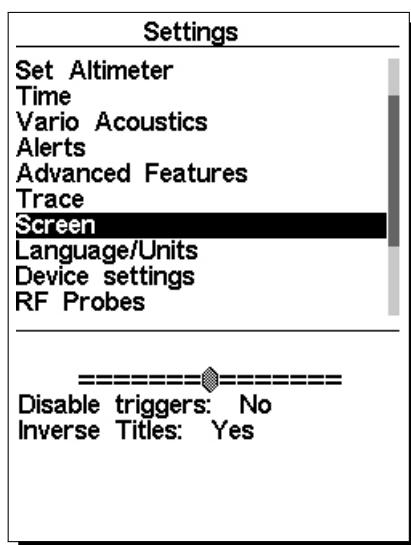 Settings
Set Altimeter
Time
Vario Acoustics
Alerts
Advanced Features
Trace
Screen
Language/Units
Device settings
RF Probes
Disable triggers: No
Inverse Titles: Yes